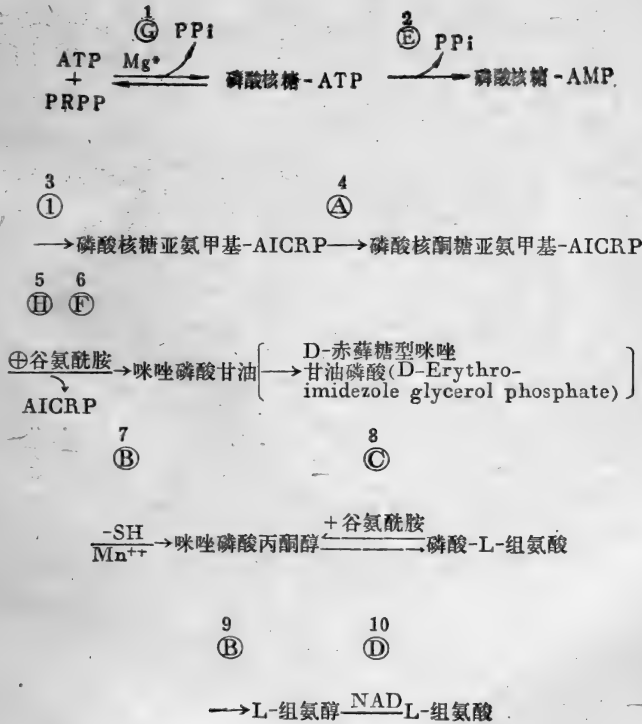 1 2
Ⓖ PPi Ⓔ PPi
ATP Mg*
+ 磷酸核糖-ATP 磷酸核糖-AMP.
PRPP
3 4
① Ⓐ
→磷酸核糖亚氨甲基-AICRP→磷酸核酮糖亚氨甲基-AICRP
5 6
Ⓗ Ⓕ
⊕谷氨酰胺→咪唑磷酸甘油[→D-赤藓糖型咪唑
甘油磷酸(D-Erythro-
imidezole glycerol phosphate)]
AICRP
7 8
Ⓑ Ⓒ
-SH +谷氨酰胺
Mn⁺⁺→咪唑磷酸丙酮醇 磷酸-L-组氨酸
9 10
Ⓑ Ⓓ
→L-组氨醇 NAD L-组氨酸